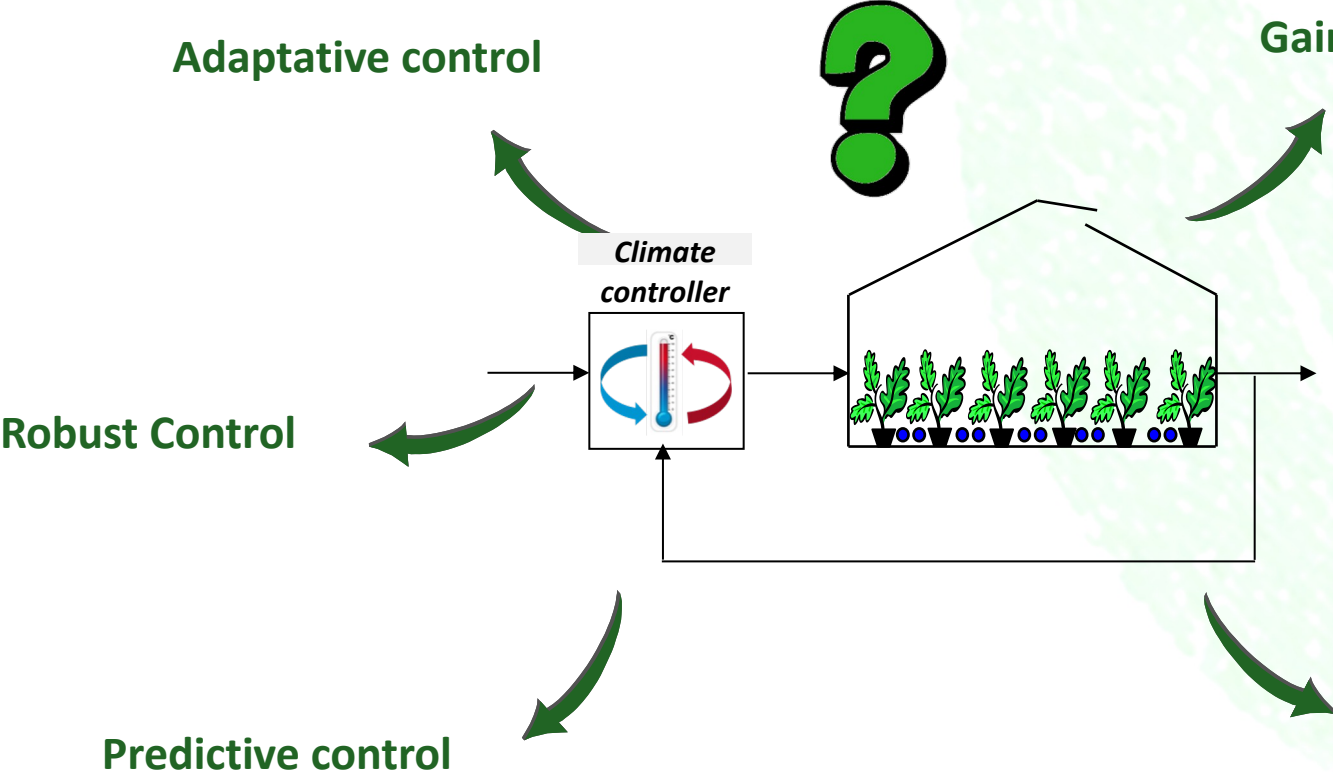 Adaptative control
?
Climate
controller
Robust Control
Predictive control